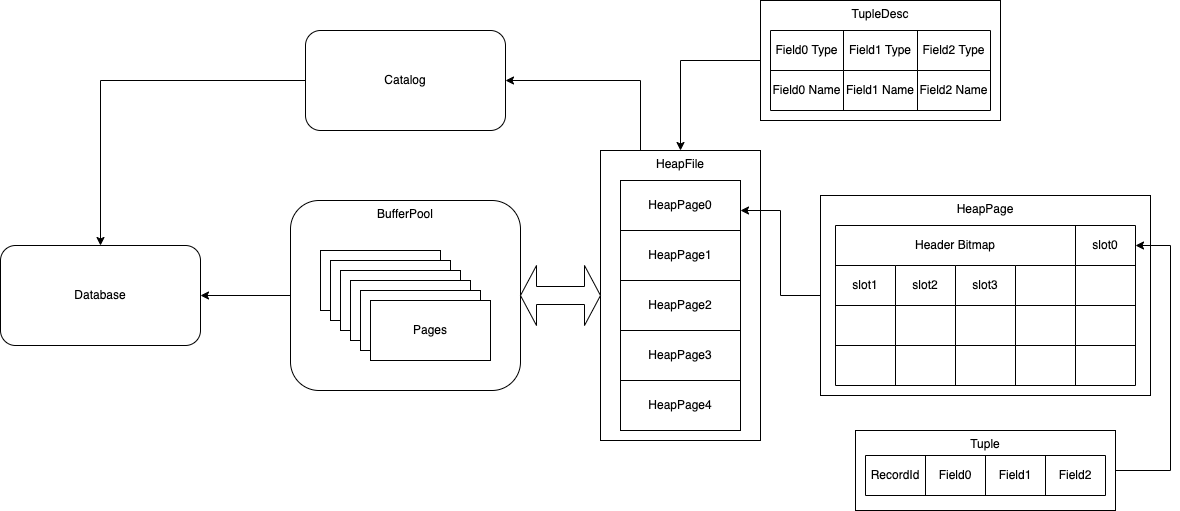 TupleDesc
Field0 Type Field1 Type Field2 Type
Field0 Name Field1 Name Field2 Name
Catalog
HeapFile
HeapPage0
HeapPage1
HeapPage2
HeapPage3
HeapPage4
BufferPool
Pages
Database
HeapPage
Header Bitmap slot0
slot1 slot2 slot3
Tuple
RecordId Field0 Field1 Field2